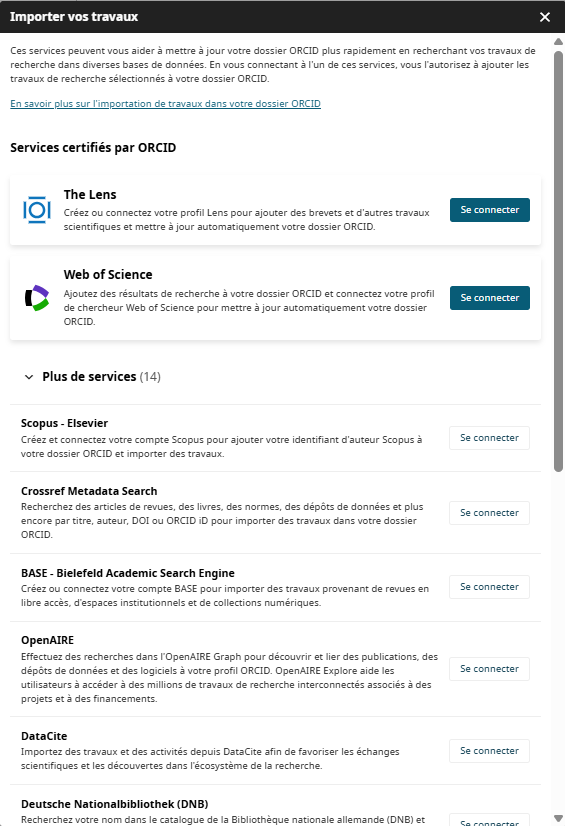 Importer vos travaux
Ces services peuvent vous aider à mettre à jour votre dossier ORCID plus rapidement en recherchant vos travaux de
recherche dans diverses bases de données. En vous connectant à l'un de ces services, vous l'autorisez à ajouter les
travaux de recherche sélectionnés à votre dossier ORCID.
En savoir plus sur l'importation de travaux dans votre dossier ORCID
Services certifiés par ORCID
The Lens
Créez ou connectez votre profil Lens pour ajouter des brevets et d'autres travaux
scientifiques et mettre à jour automatiquement votre dossier ORCID.
Se connecter
Web of Science
Ajoutez des résultats de recherche à votre dossier ORCID et connectez votre profil
de chercheur Web of Science pour mettre à jour automatiquement votre dossier
ORCID.
Se connecter
Plus de services (14)
Scopus - Elsevier
Créez et connectez votre compte Scopus pour ajouter votre identifiant d'auteur Scopus à
votre dossier ORCID et importer des travaux.
Se connecter
Crossref Metadata Search
Recherchez des articles de revues, des livres, des normes, des dépôts de données et plus
encore par titre, auteur, DOI ou ORCID iD pour importer des travaux dans votre dossier
ORCID.
Se connecter
BASE - Bielefeld Academic Search Engine
Créez ou connectez votre compte BASE pour importer des travaux provenant de revues en
libre accès, d'espaces institutionnels et de collections numériques.
Se connecter
OpenAIRE
Effectuez des recherches dans l'OpenAIRE Graph pour découvrir et lier des publications, des
dépôts de données et des logiciels à votre profil ORCID. OpenAIRE Explore aide les
utilisateurs à accéder à des millions de travaux de recherche interconnectés associés à des
projets et à des financements.
Se connecter
DataCite
Importez des travaux et des activités depuis DataCite afin de favoriser les échanges
scientifiques et les découvertes dans l'écosystème de la recherche.
Se connecter
Deutsche Nationalbibliothek (DNB)
Recherchez votre nom dans le catalogue de la Bibliothèque nationale allemande (DNB) et
Se connecter